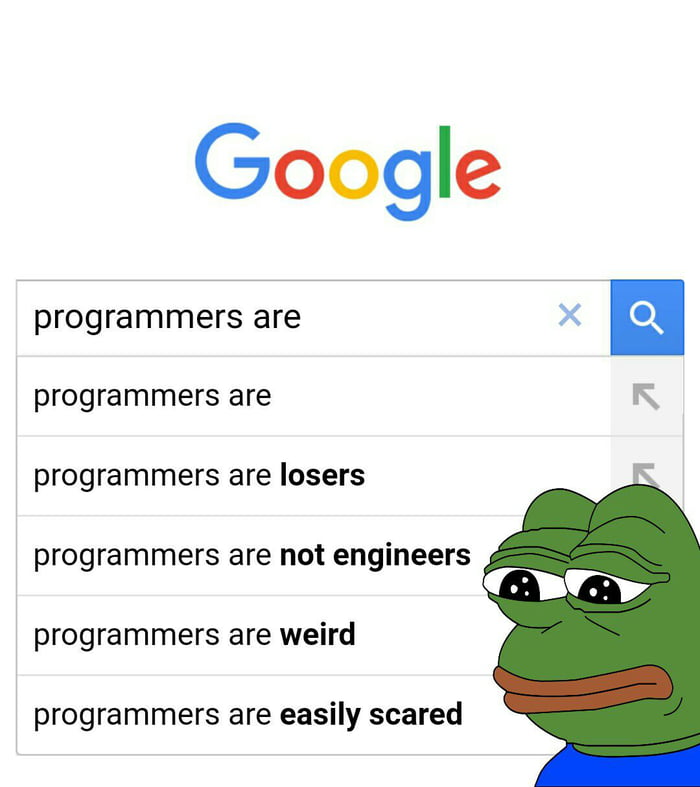 Google
programmers are
programmers are
programmers are losers
programmers are not engineers
programmers are weird
programmers are easily scared